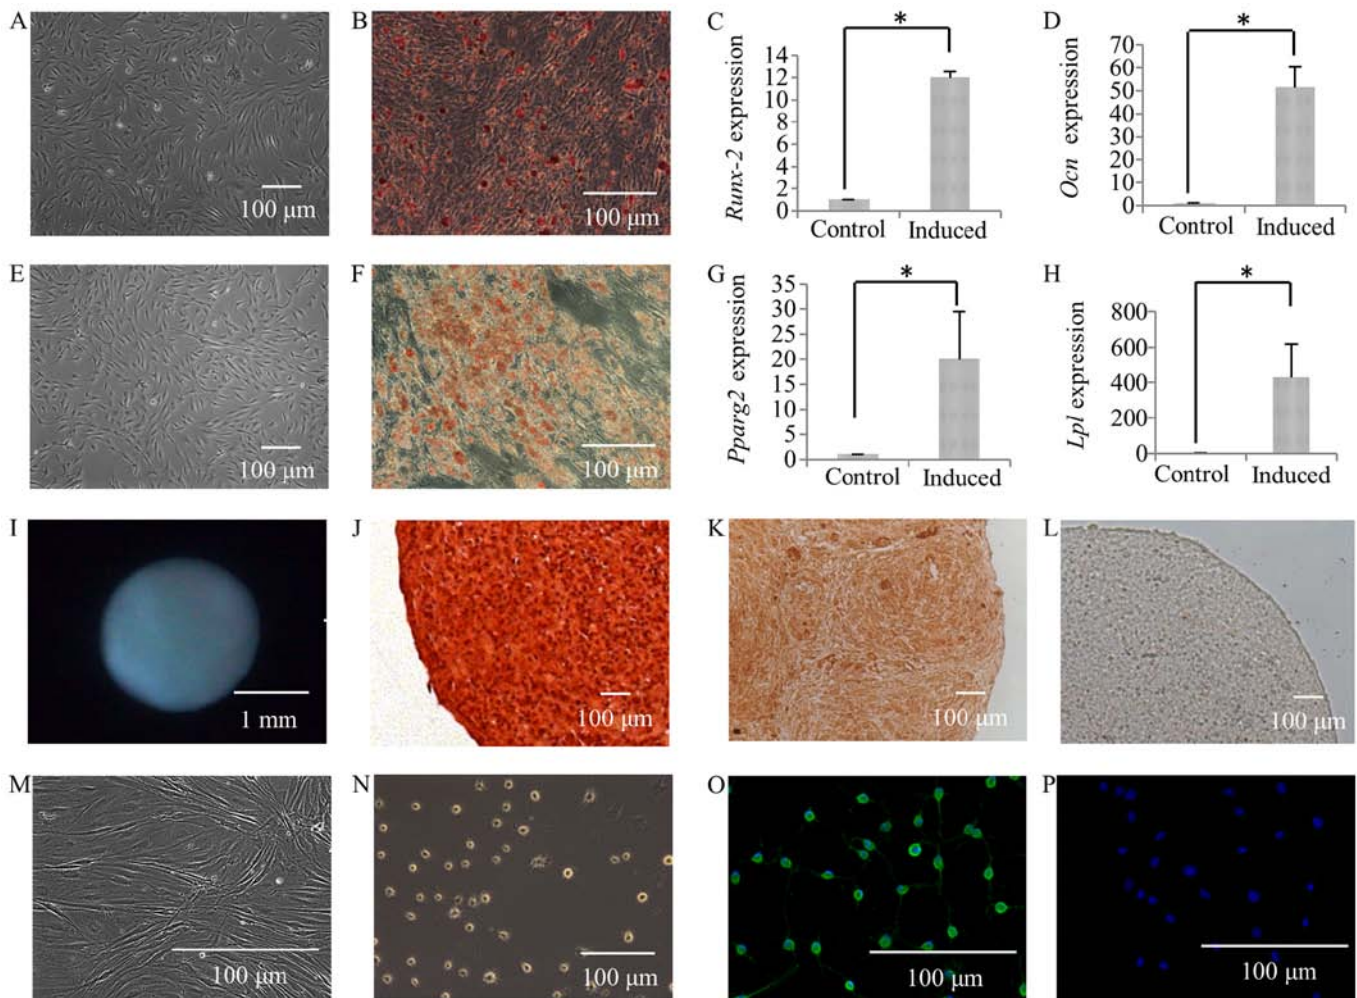 A
100 μm
B
100 μm
C
*
Runx-2 expression
14
12
10
8
6
4
2
0
Control
Induced
D
*
Ocn expression
70
60
50
40
30
20
10
0
Control
Induced
E
100 μm
F
100 μm
G
*
Pparg2 expression
35
30
25
20
15
10
5
0
Control
Induced
H
*
Lpl expression
800
600
400
200
0
Control
Induced
I
1 mm
J
100 μm
K
100 μm
L
100 μm
M
100 μm
N
100 μm
O
100 μm
P
100 μm